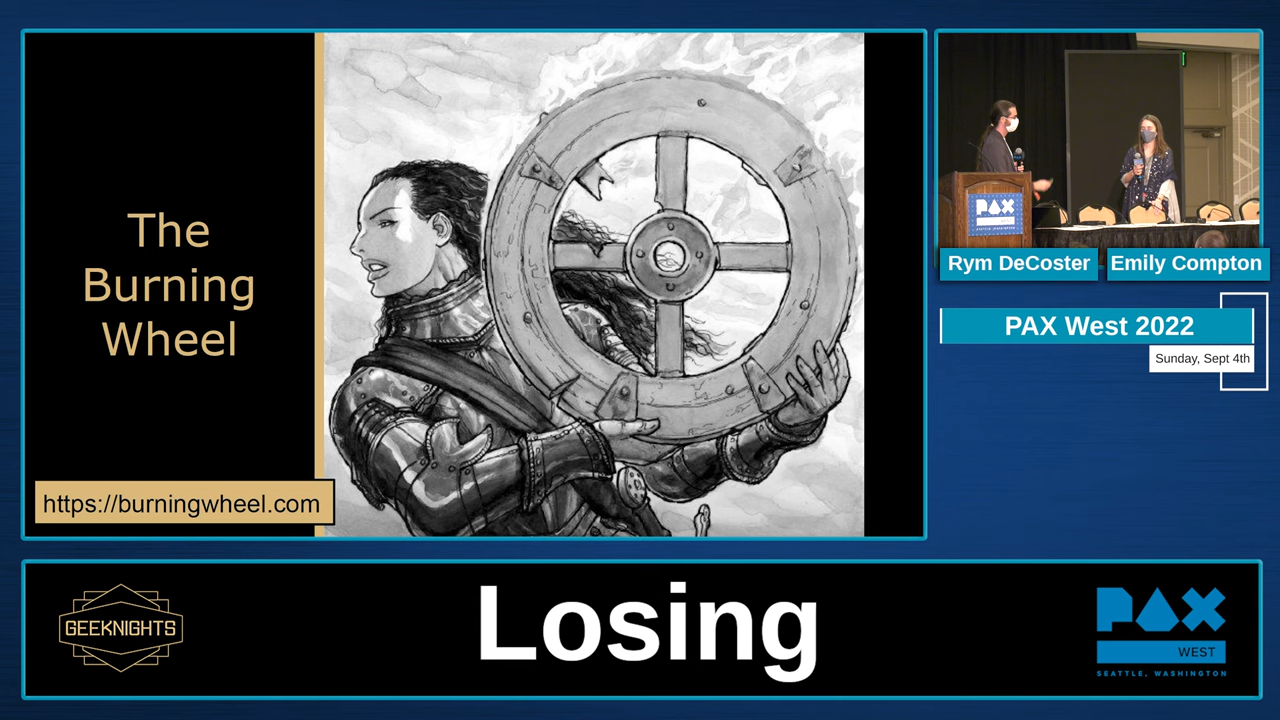 The
Burning
Wheel
https://burningwheel.com
Rym DeCoster
Emily Compton
PAX West 2022
Sunday, Sept 4th
PAX
GEEKNIGHTS
Losing
PAX
WEST
SEATTLE, WASHINGTON